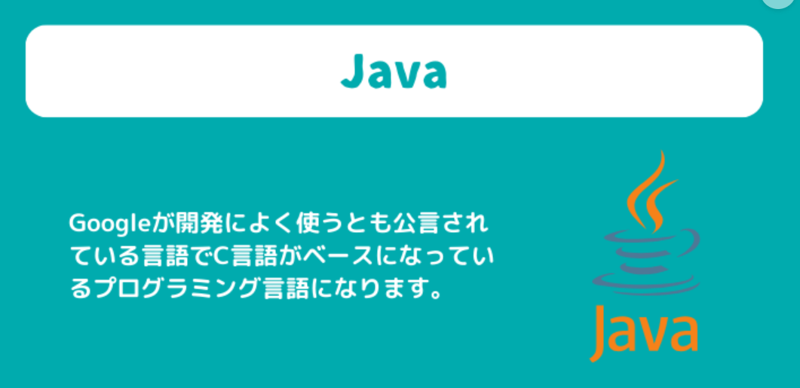 Java
Googleが開発によく使うとも公言され
ている言語でC言語がベースになってい
るプログラミング言語になります。
Java